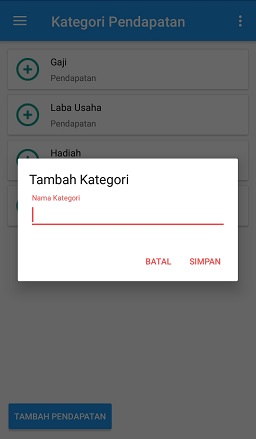 Kategori Pendapatan
Gaji
Pendapatan
Laba Usaha
Pendapatan
Hadiah
Tambah Kategori
Nama Kategori
BATAL
SIMPAN
TAMBAH PENDAPATAN